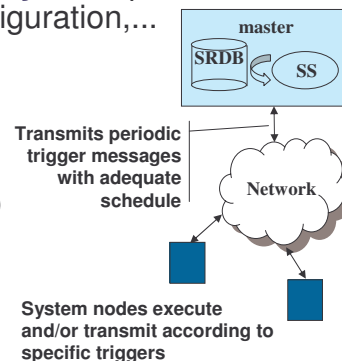 iguration,...
master
SRDB
SS
Transmits periodic
trigger messages
with adequate
schedule
Network
System nodes execute
and/or transmit according to
specific triggers